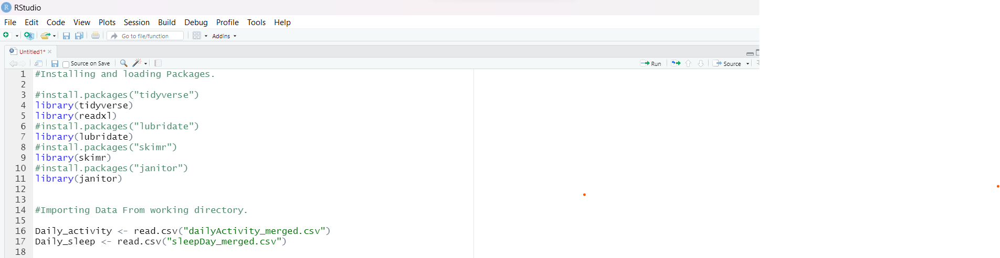 RStudio
File Edit Code View Plots Session Build Debug Profile Tools Help
Go to file/function Addins
Untitled1*
Source on Save Run Source
1 #Installing and loading Packages.
2
3 #install.packages("tidyverse")
4 library(tidyverse)
5 library(readxl)
6 #install.packages("lubridate")
7 library(lubridate)
8 #install.packages("skimr")
9 library(skimr)
10 #install.packages("janitor")
11 library(janitor)
12
13
14 #Importing Data From working directory.
15
16 Daily_activity <- read.csv("dailyActivity_merged.csv")
17 Daily_sleep <- read.csv("sleepDay_merged.csv")
18